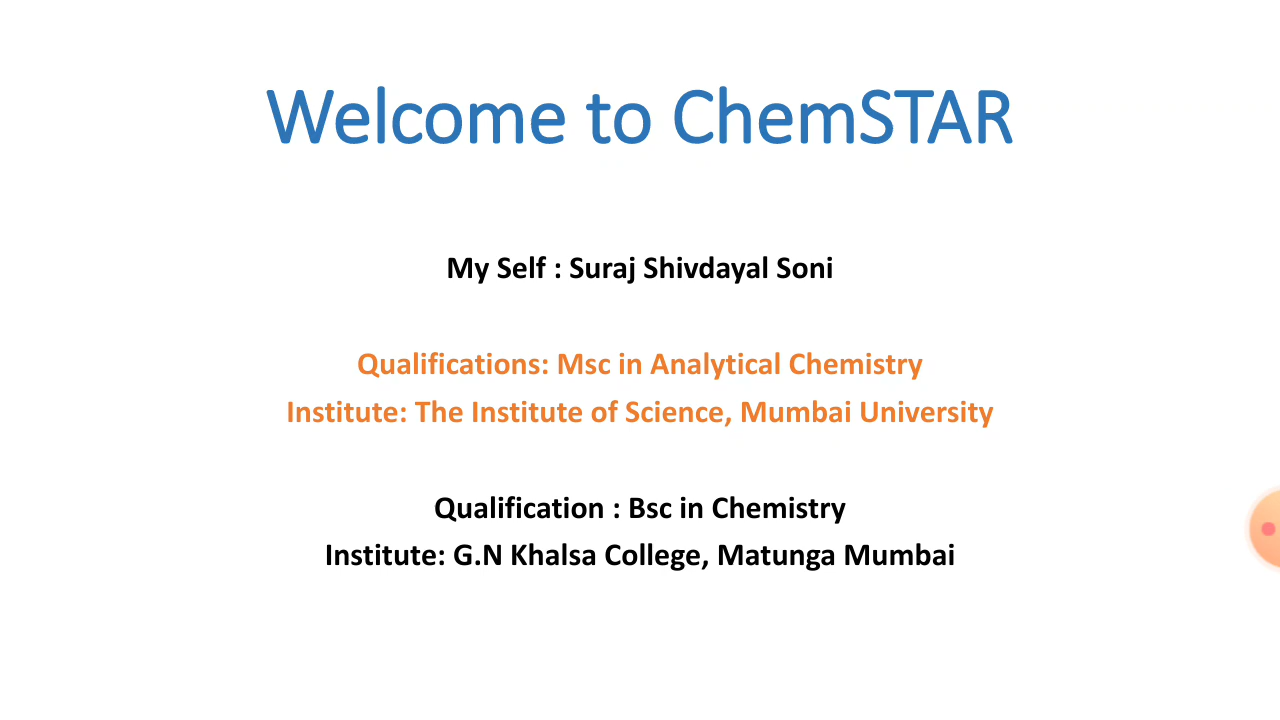 Welcome to ChemSTAR
My Self : Suraj Shivdayal Soni
Qualifications: Msc in Analytical Chemistry
Institute: The Institute of Science, Mumbai University
Qualification : Bsc in Chemistry
Institute: G.N Khalsa College, Matunga Mumbai